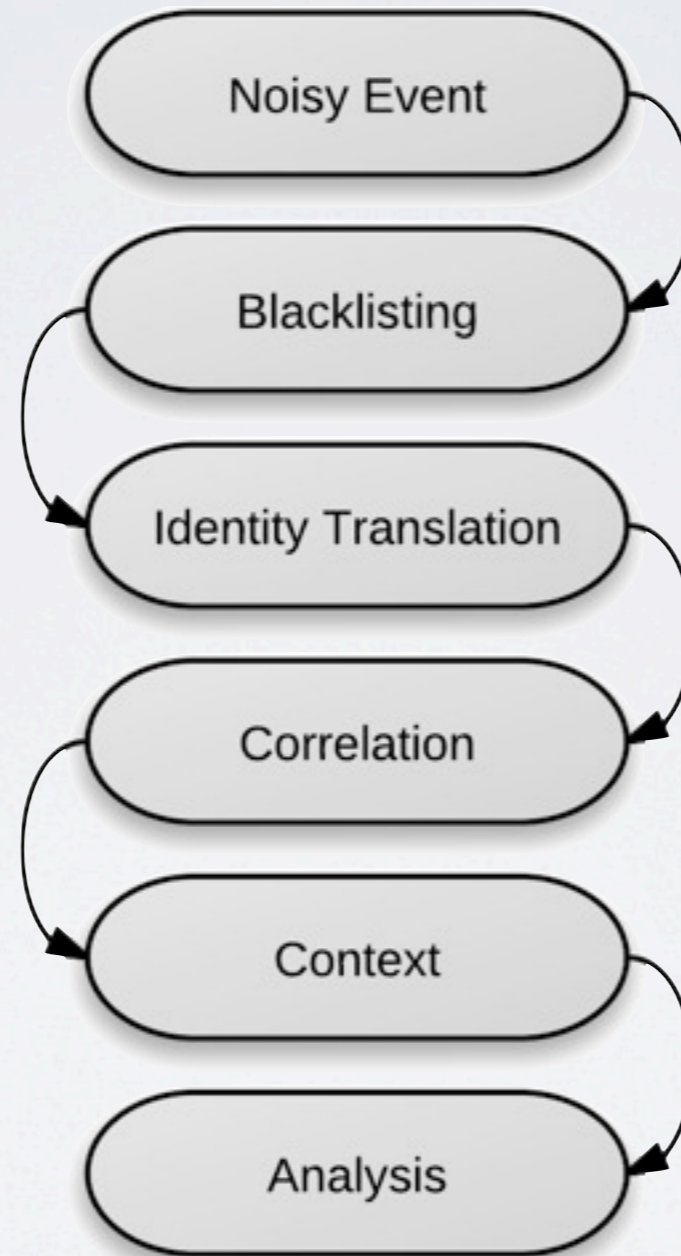 Noisy Event
Blacklisting
Identity Translation
Correlation
Context
Analysis